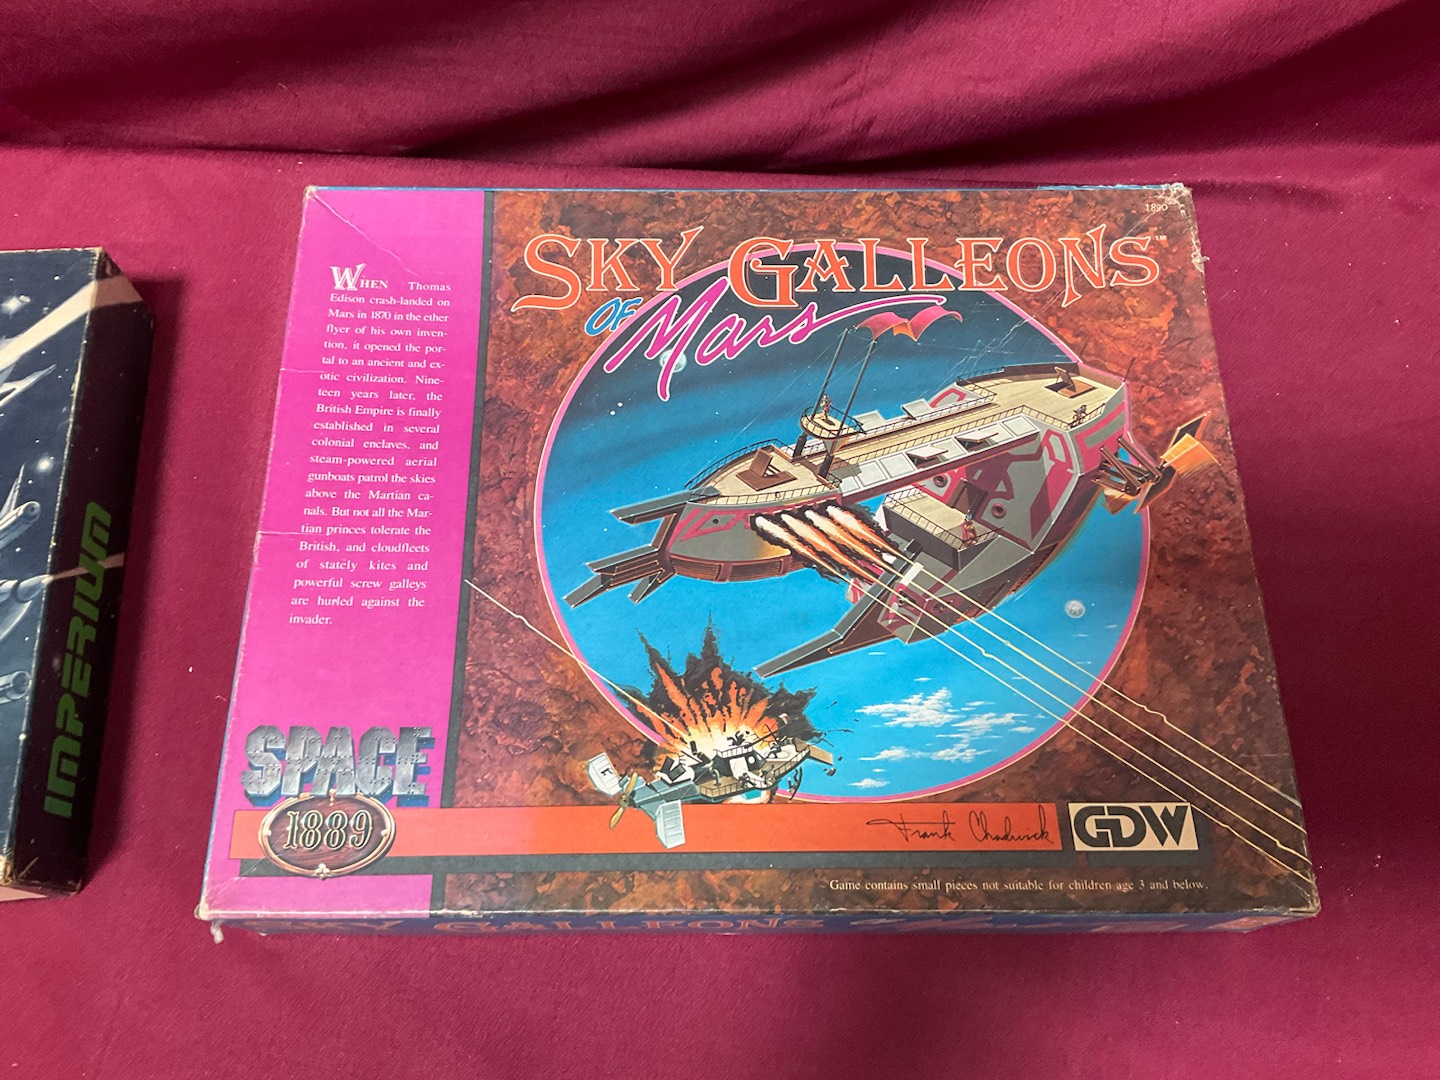 1890
SKY GALLEONS™
OF Mars
WHEN Thomas
Edison crash-landed on
Mars in 1870 in the ether
flyer of his own inven-
tion, it opened the por-
tal to an ancient and ex-
otic civilization. Nine-
teen years later, the
British Empire is finally
established in several
colonial enclaves, and
steam-powered aerial
gunboats patrol the skies
above the Martian ca-
nals. But not all the Mar-
tian princes tolerate the
British, and cloudfleets
of stately kites and
powerful screw galleys
are hurled against the
invader.
SPACE
1889
Frank Chadwick
GDW
Game contains small pieces not suitable for children age 3 and below.
SKY GALLEONS OF Mars
IMPERIUM